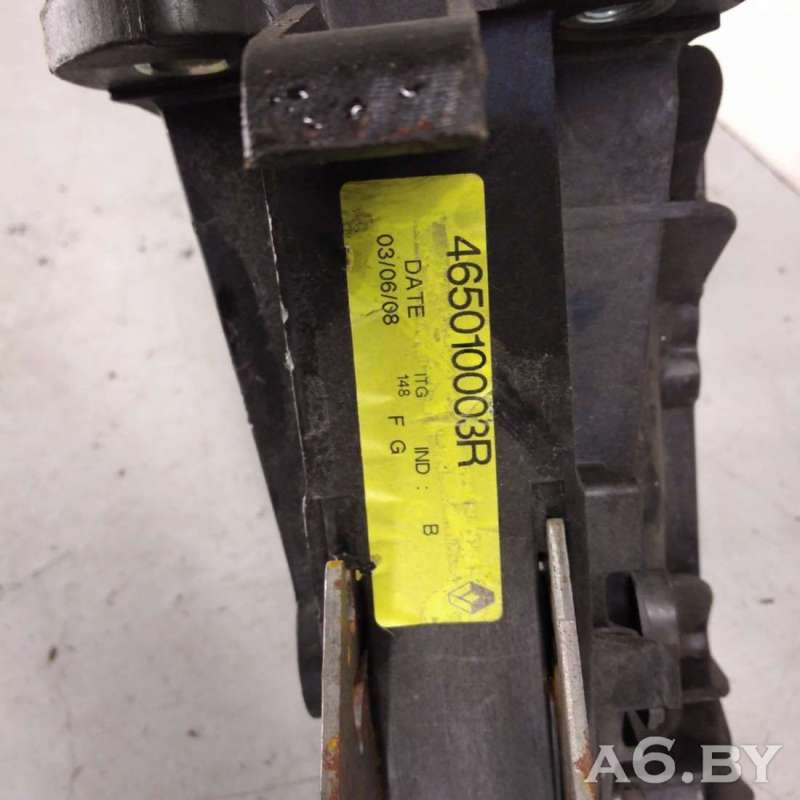 465010003R
DATE ITG IND : B
03/06/08 148 F G
A6.BY